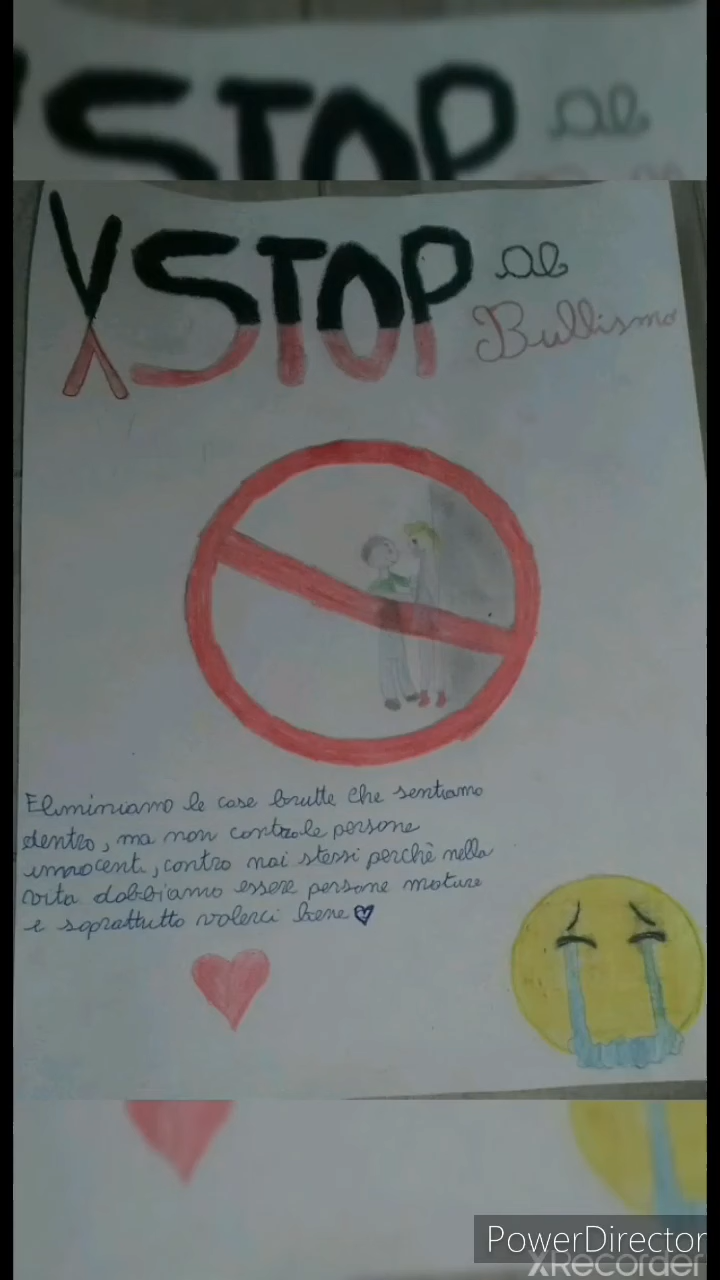 STOP al
STOP al
Bullismo
Eliminiamo le cose brutte che sentiamo
dentro, ma non contro le persone
innocenti, contro noi stessi perchè nella
vita dobbiamo essere persone mature
e soprattutto volerci bene
PowerDirector
XRecorder